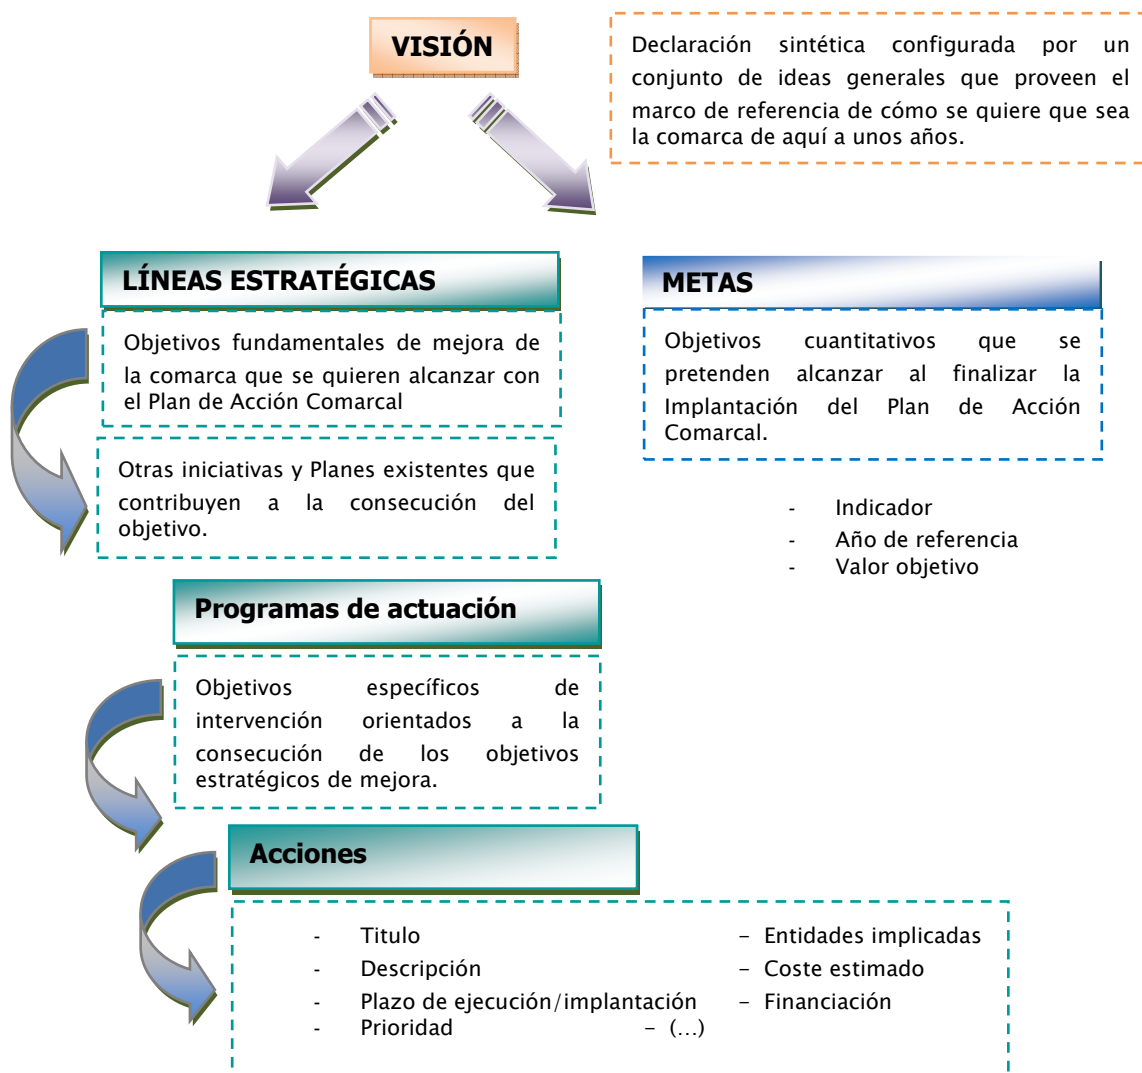 VISIÓN
Declaración sintética configurada por un
conjunto de ideas generales que proveen el
marco de referencia de cómo se quiere que sea
la comarca de aquí a unos años.
LÍNEAS ESTRATÉGICAS
Objetivos fundamentales de mejora de
la comarca que se quieren alcanzar con
el Plan de Acción Comarcal
Otras iniciativas y Planes existentes que
contribuyen a la consecución del
objetivo.
METAS
Objetivos cuantitativos que se
pretenden alcanzar al finalizar la
Implantación del Plan de Acción
Comarcal.
- Indicador
- Año de referencia
- Valor objetivo
Programas de actuación
Objetivos específicos de
intervención orientados a la
consecución de los objetivos
estratégicos de mejora.
Acciones
- Titulo – Entidades implicadas
- Descripción – Coste estimado
- Plazo de ejecución/implantación – Financiación
- Prioridad – (…)